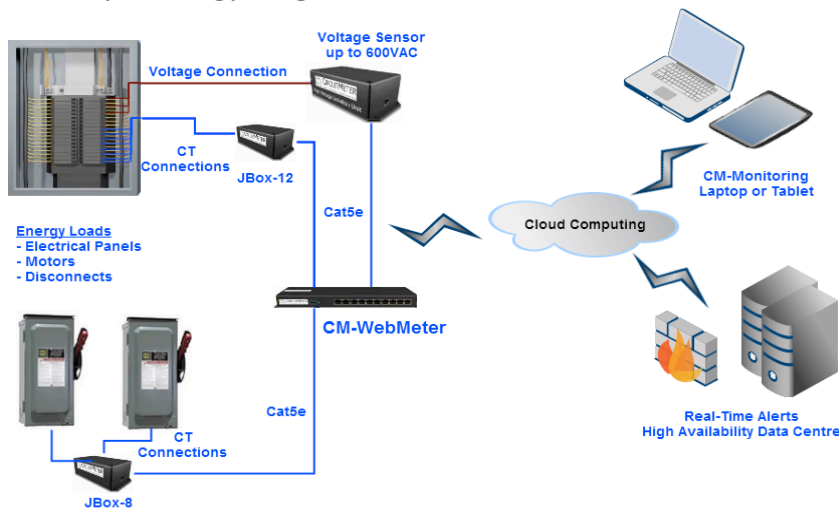 Voltage Sensor
up to 600VAC
Voltage Connection
CT
Connections
JBox-12
Cat5e
CM-Monitoring
Laptop or Tablet
Cloud Computing
Energy Loads
- Electrical Panels
- Motors
- Disconnects
CM-WebMeter
Cat5e
CT
Connections
JBox-8
Real-Time Alerts
High Availability Data Centre